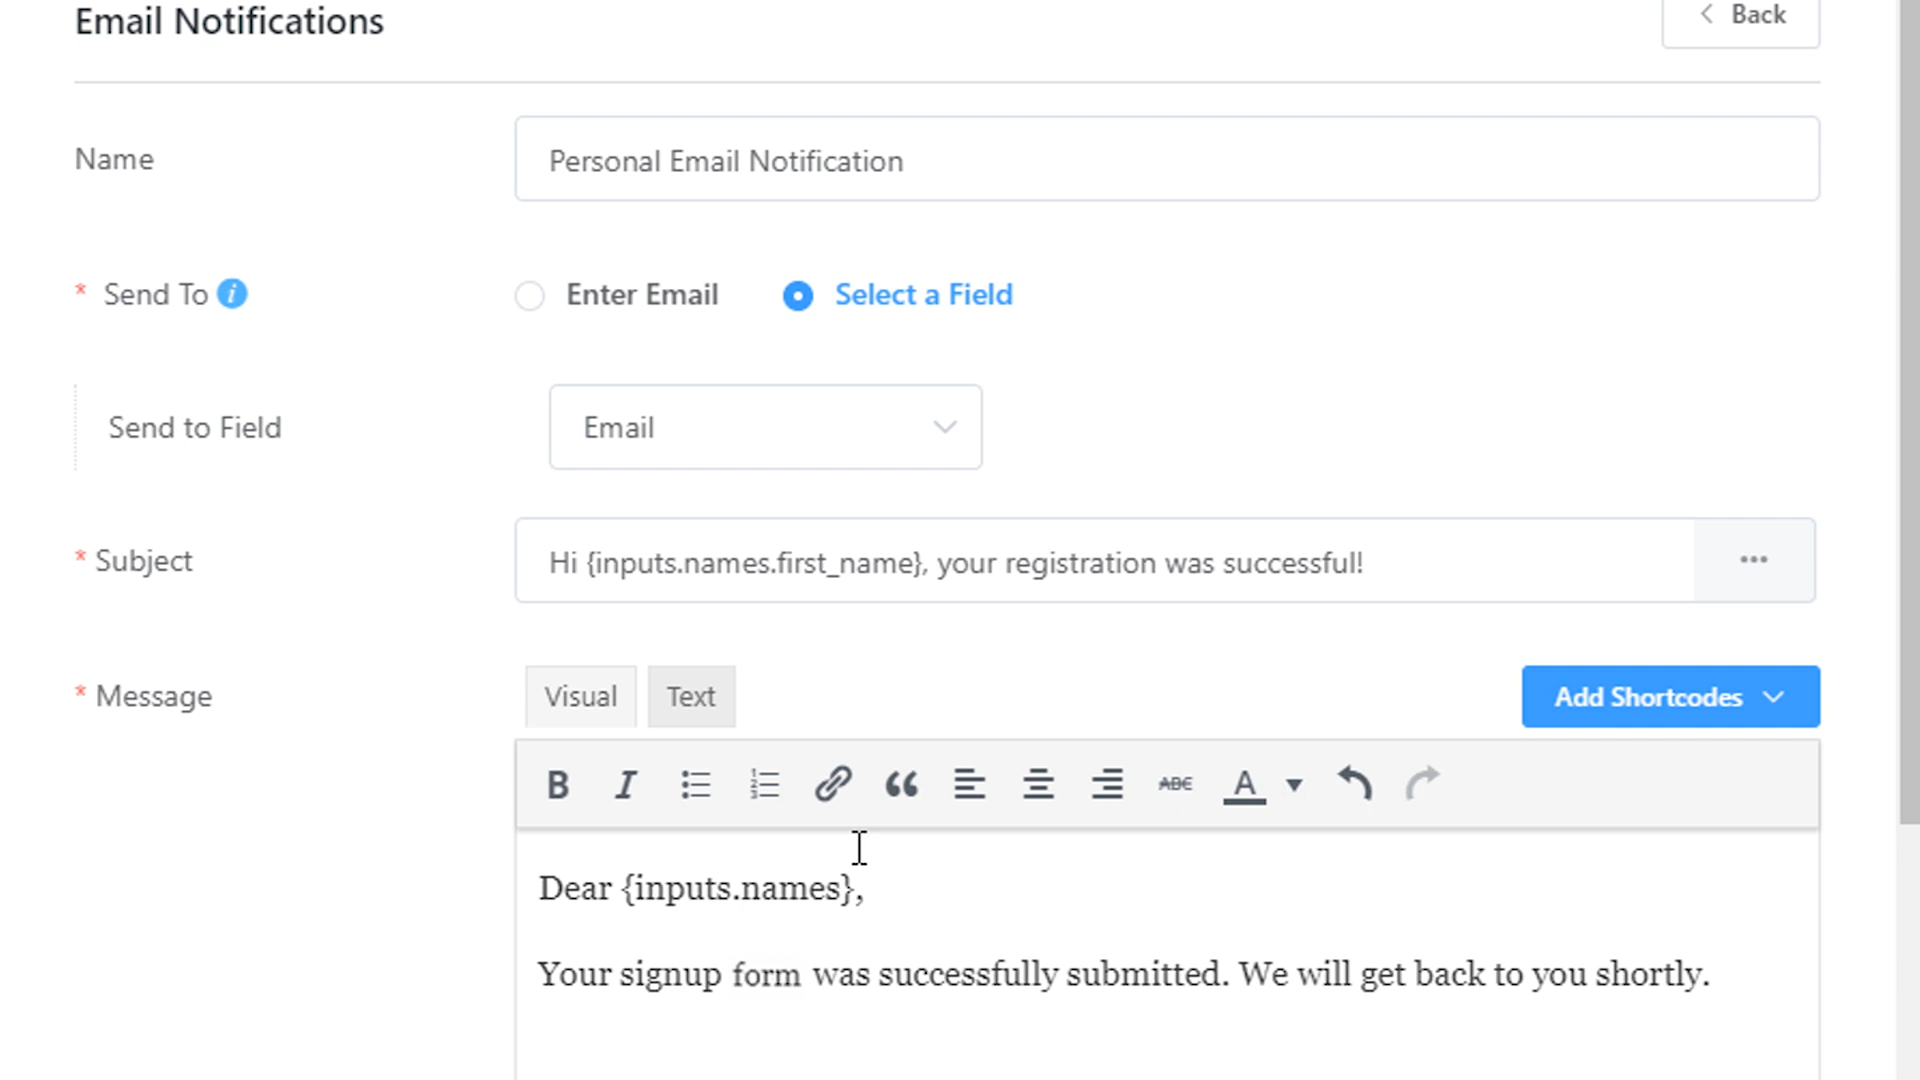 Email Notifications
Back
Name
Personal Email Notification
* Send To
Enter Email
Select a Field
Send to Field
Email
* Subject
Hi {inputs.names.first_name}, your registration was successful!
* Message
Visual
Text
Add Shortcodes
B I ABC A
Dear {inputs.names},
Your signup form was successfully submitted. We will get back to you shortly.